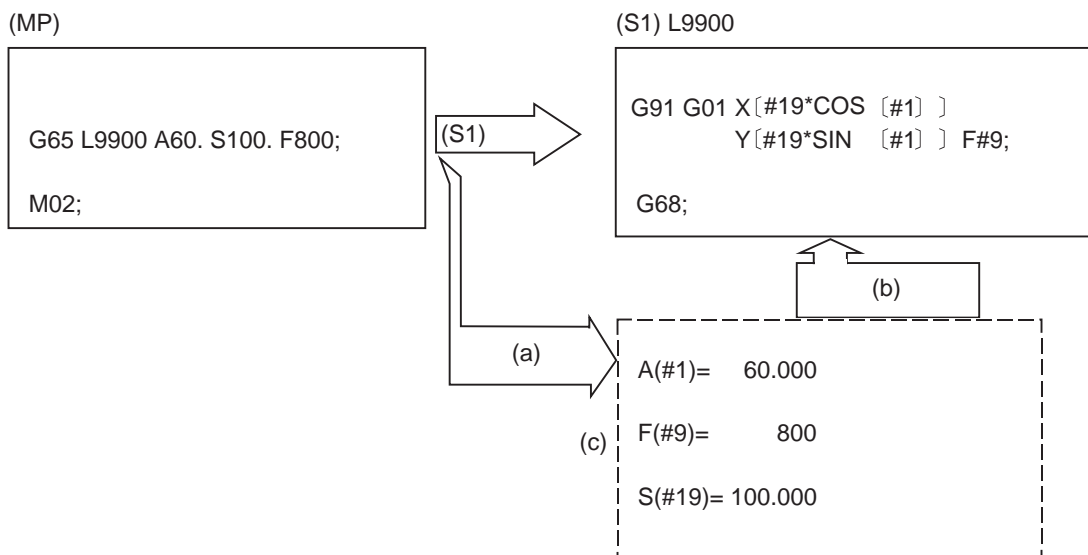 (MP)
(S1) L9900
G65 L9900 A60. S100. F800;
M02;
(S1)
G91 G01 X〔#19*COS 〔#1〕〕
Y〔#19*SIN 〔#1〕〕 F#9;
G68;
(a)
(b)
(c)
A(#1)= 60.000
F(#9)= 800
S(#19)= 100.000